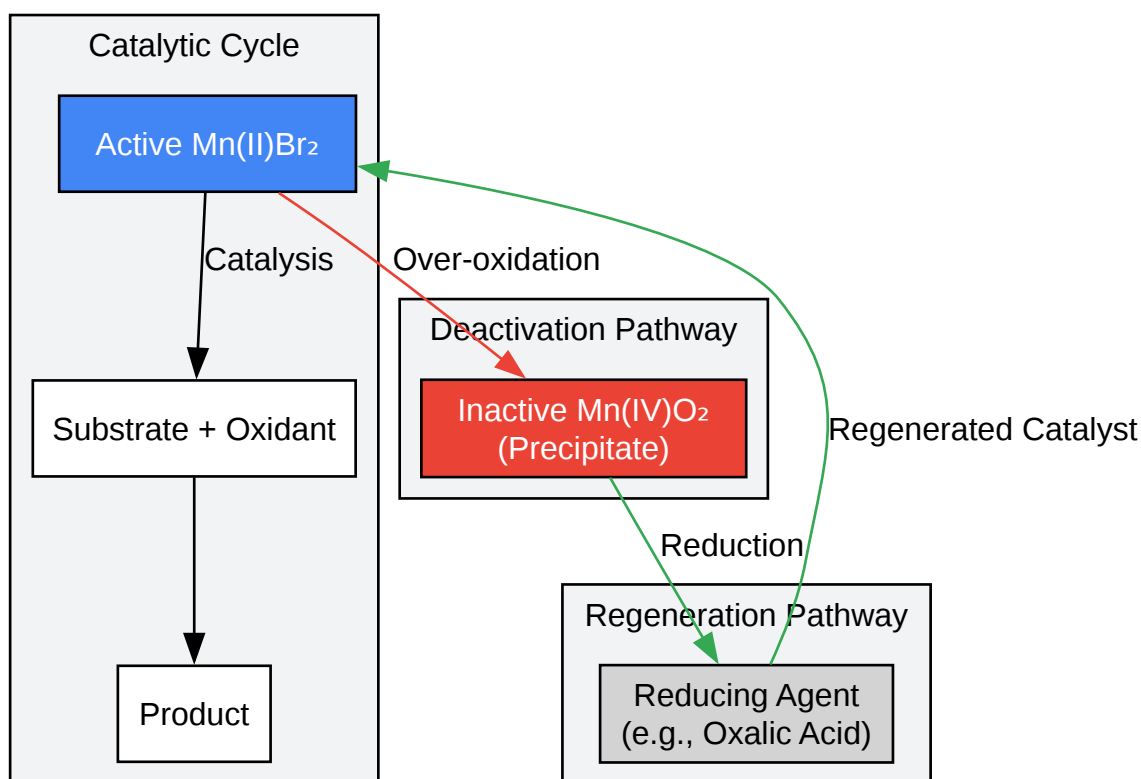 Catalytic Cycle
Active Mn(II)Br₂
Catalysis
Over-oxidation
Deactivation Pathway
Substrate + Oxidant
Inactive Mn(IV)O₂
(Precipitate)
Regenerated Catalyst
Reduction
Regeneration Pathway
Product
Reducing Agent
(e.g., Oxalic Acid)